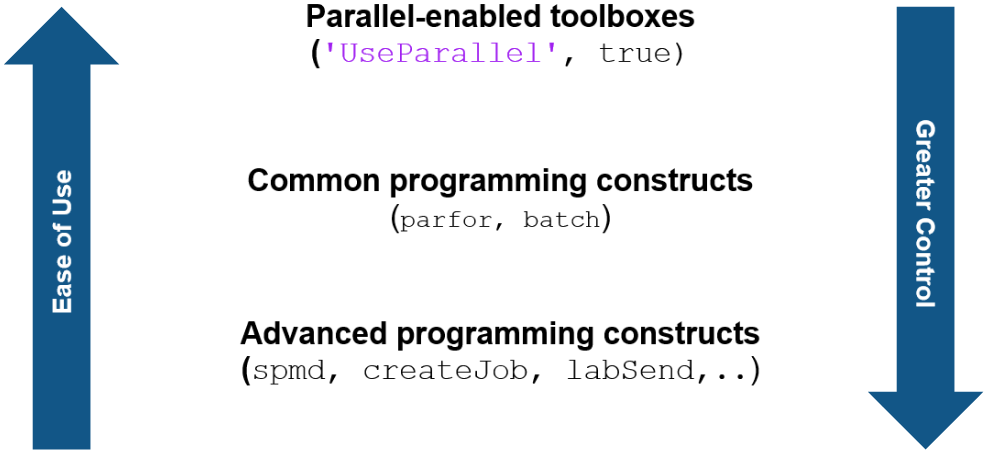 Parallel-enabled toolboxes
('UseParallel', true)
Ease of Use
Greater Control
Common programming constructs
(parfor, batch)
Advanced programming constructs
(spmd, createJob, labSend,..)